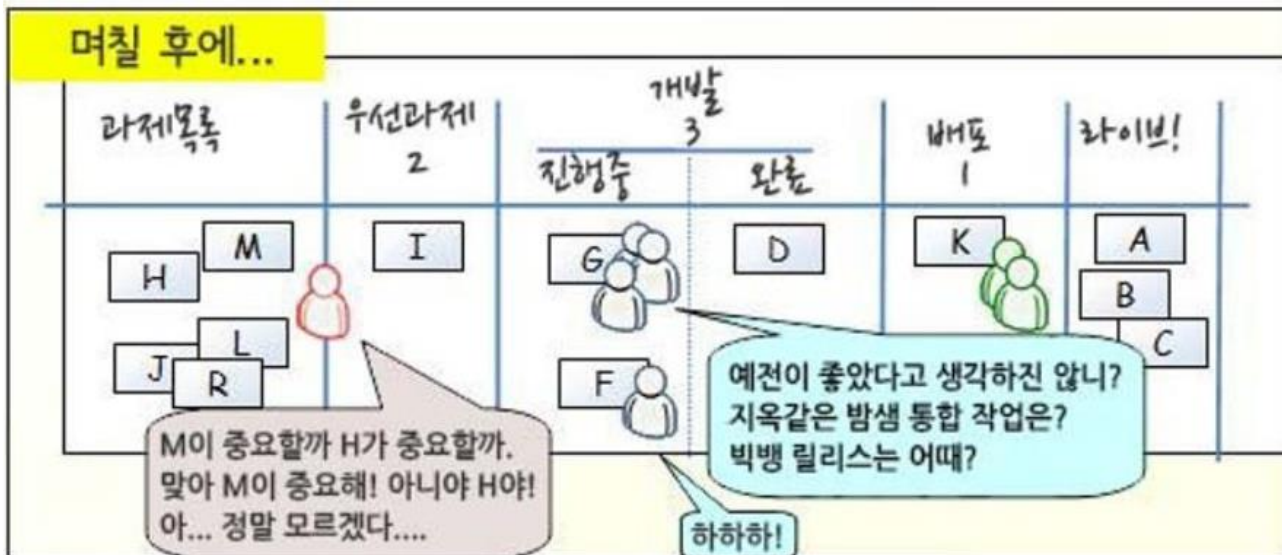 며칠 후에...
과제목록
우선과제
2
개발
3
진행중
완료
배포
1
라이브!
M
H
J
L
R
I
G
F
D
K
A
B
C
M이 중요할까 H가 중요할까.
맞아 M이 중요해! 아니야 H야!
아... 정말 모르겠다....
예전이 좋았다고 생각하진 않니?
지옥같은 밤샘 통합 작업은?
빅뱅 릴리스는 어때?
하하하!